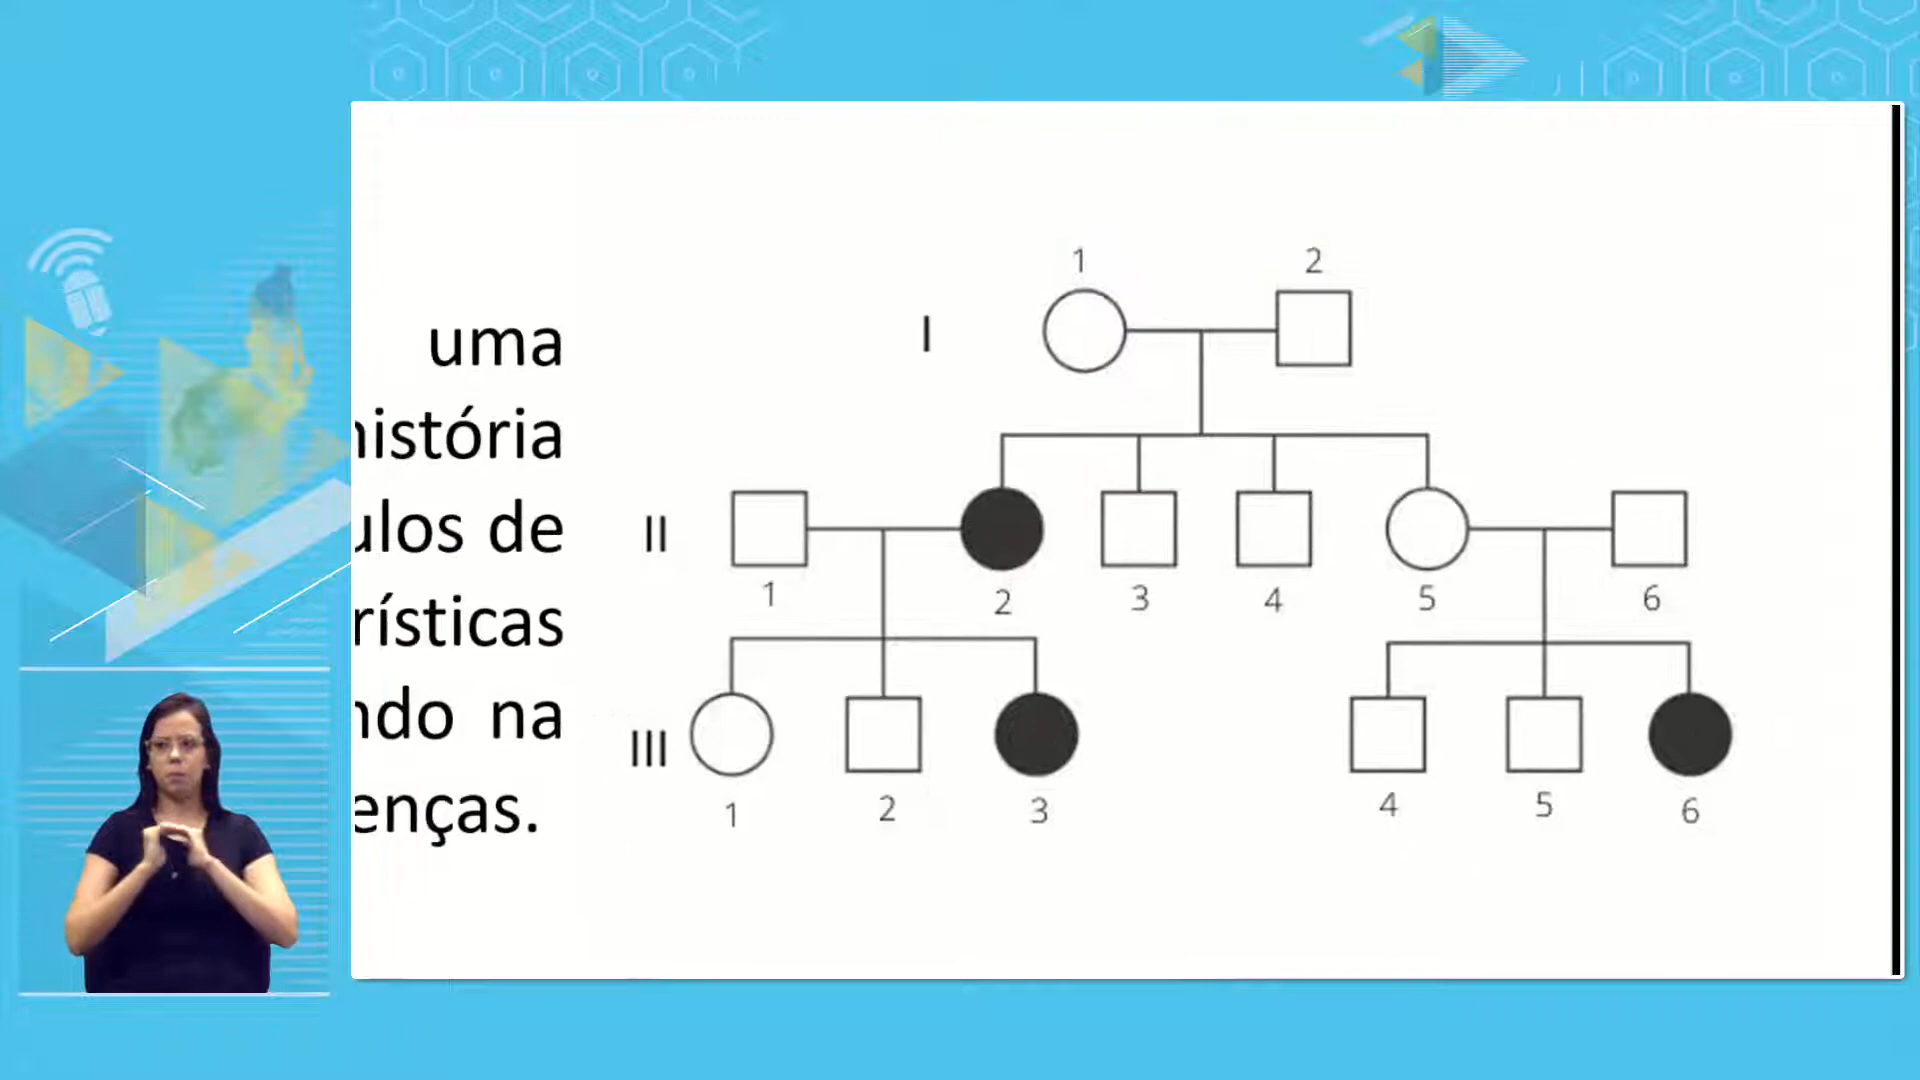 uma
história
ulos de
rísticas
ndo na
enças.
1 2
I
II
1 2 3 4 5 6
III
1 2 3 4 5 6